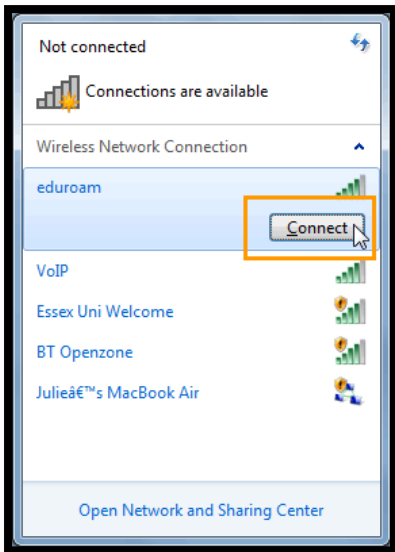 Not connected
Connections are available
Wireless Network Connection
eduroam
Connect
VoIP
Essex Uni Welcome
BT Openzone
Julieâ€™s MacBook Air
Open Network and Sharing Center